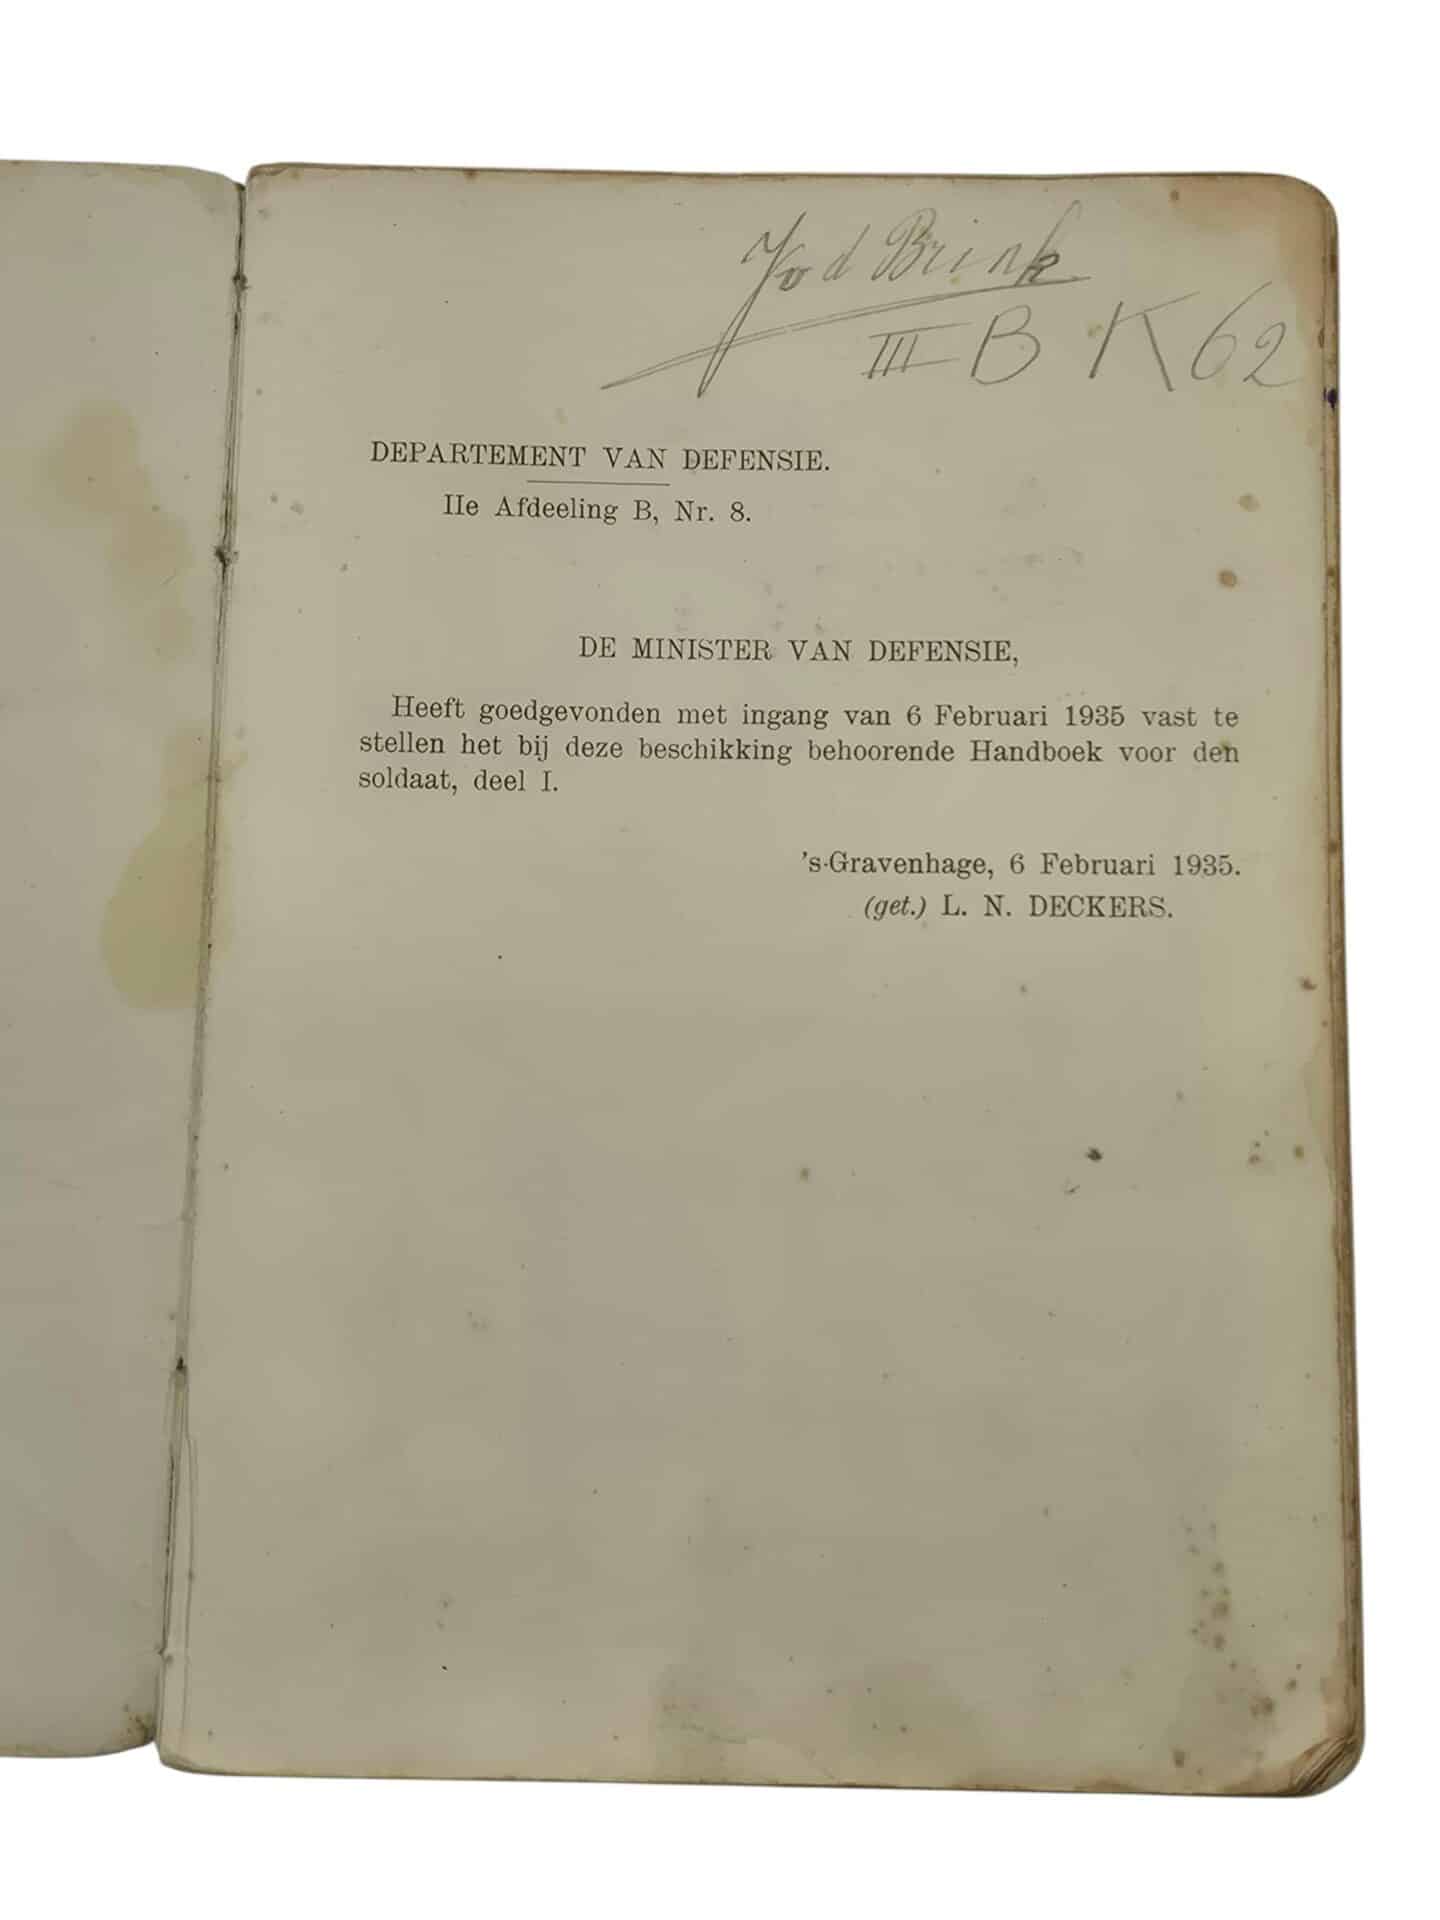 J v d Brink
III B K 62
DEPARTEMENT VAN DEFENSIE.
IIe Afdeeling B, Nr. 8.
DE MINISTER VAN DEFENSIE,
Heeft goedgevonden met ingang van 6 Februari 1935 vast te
stellen het bij deze beschikking behoorende Handboek voor den
soldaat, deel I.
's-Gravenhage, 6 Februari 1935.
(get.) L. N. DECKERS.